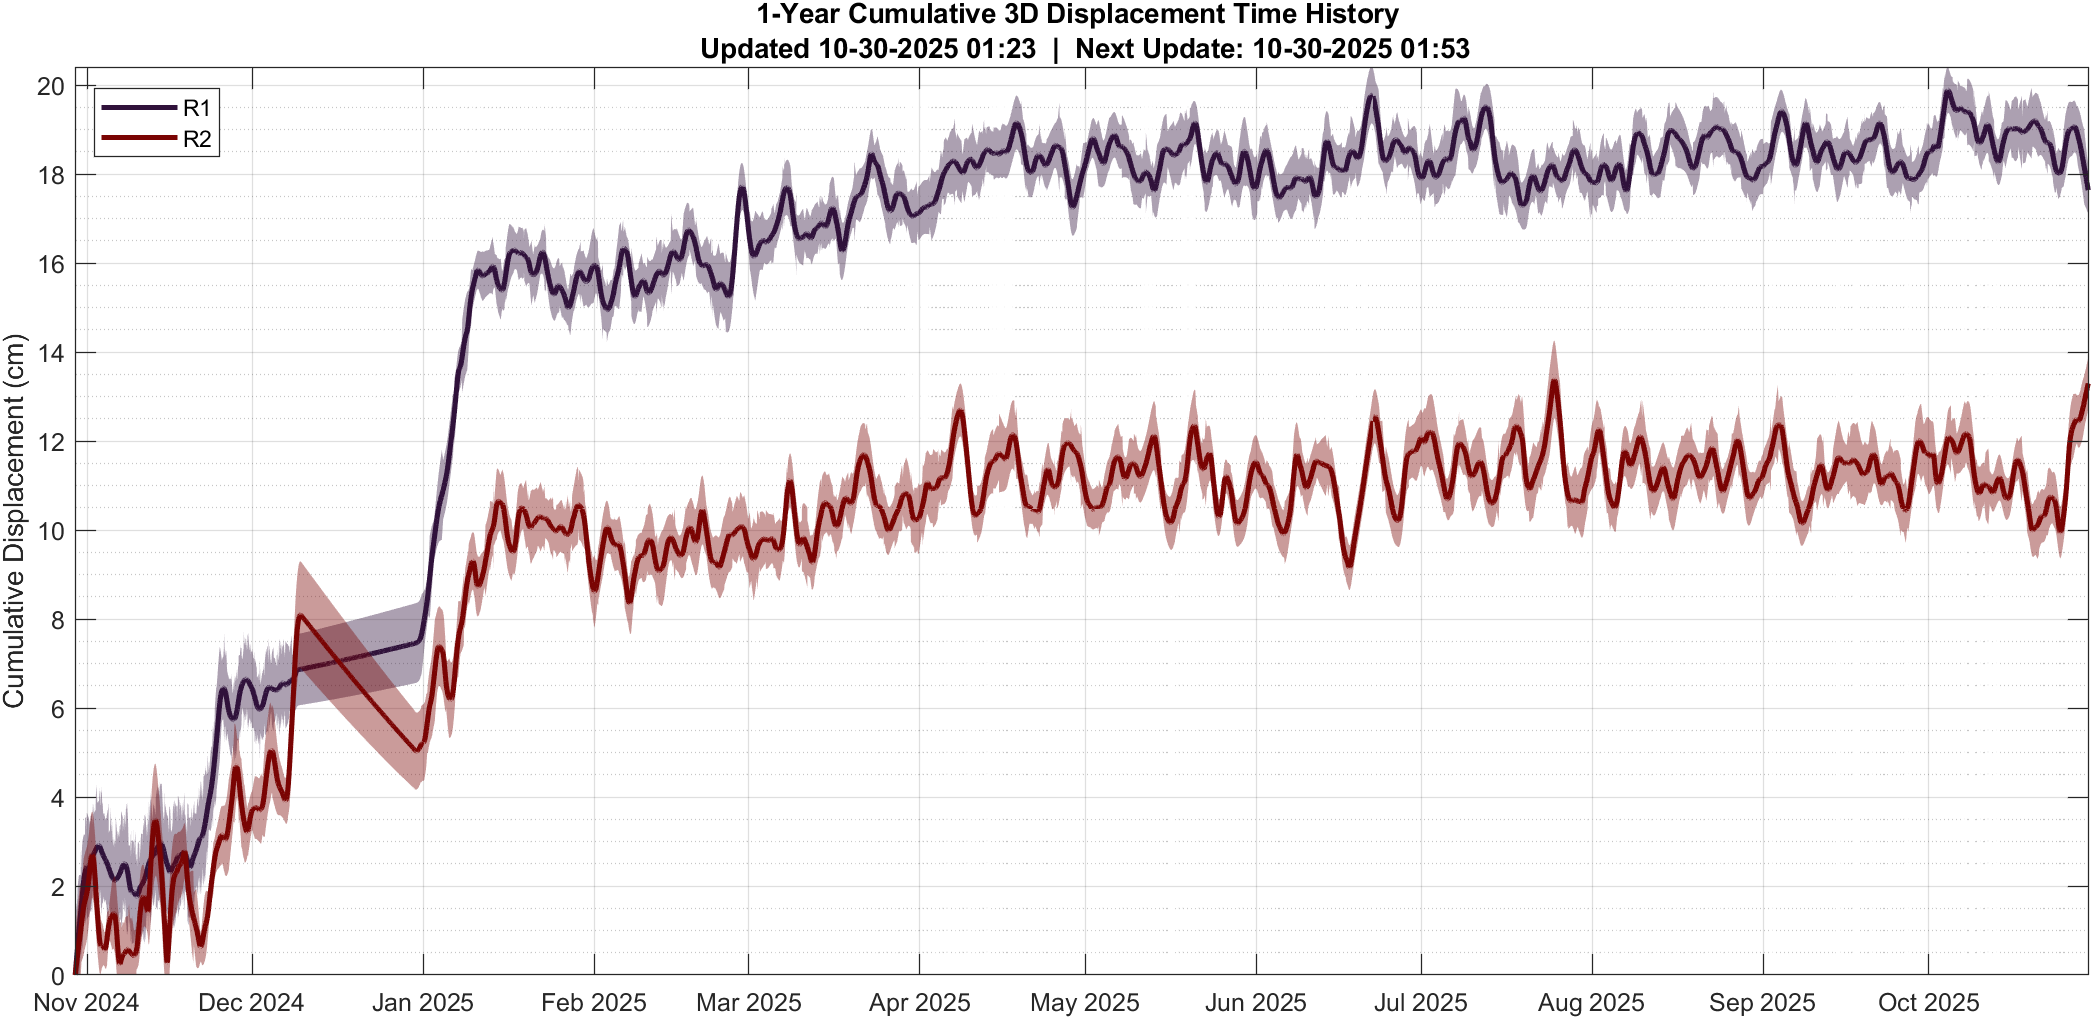 1-Year Cumulative 3D Displacement Time History
Updated 10-30-2025 01:23 | Next Update: 10-30-2025 01:53
R1
R2
Cumulative Displacement (cm)
20
18
16
14
12
10
8
6
4
2
0
Nov 2024 Dec 2024 Jan 2025 Feb 2025 Mar 2025 Apr 2025 May 2025 Jun 2025 Jul 2025 Aug 2025 Sep 2025 Oct 2025